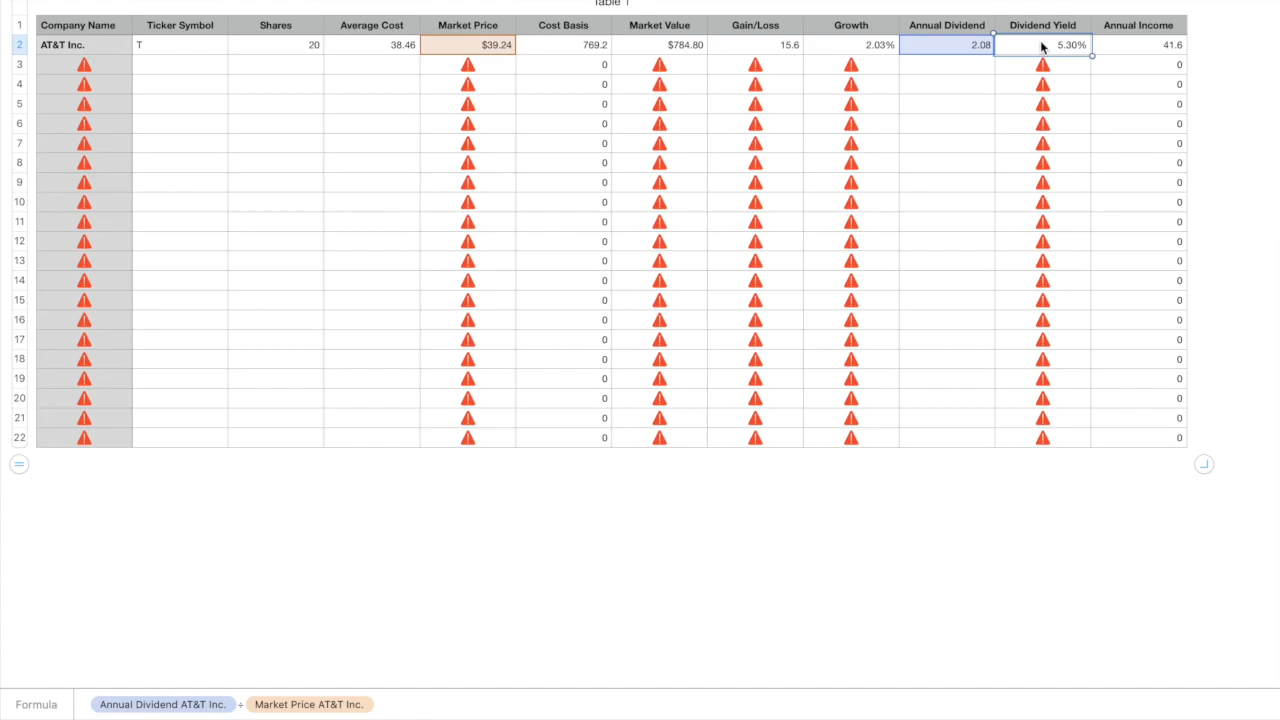 Table 1
1 Company Name Ticker Symbol Shares Average Cost Market Price Cost Basis Market Value Gain/Loss Growth Annual Dividend Dividend Yield Annual Income
2 AT&T Inc. T 20 38.46 $39.24 769.2 $784.80 15.6 2.03% 2.08 5.30% 41.6
3 0 0
4 0 0
5 0 0
6 0 0
7 0 0
8 0 0
9 0 0
10 0 0
11 0 0
12 0 0
13 0 0
14 0 0
15 0 0
16 0 0
17 0 0
18 0 0
19 0 0
20 0 0
21 0 0
22 0 0
Formula Annual Dividend AT&T Inc. ÷ Market Price AT&T Inc.